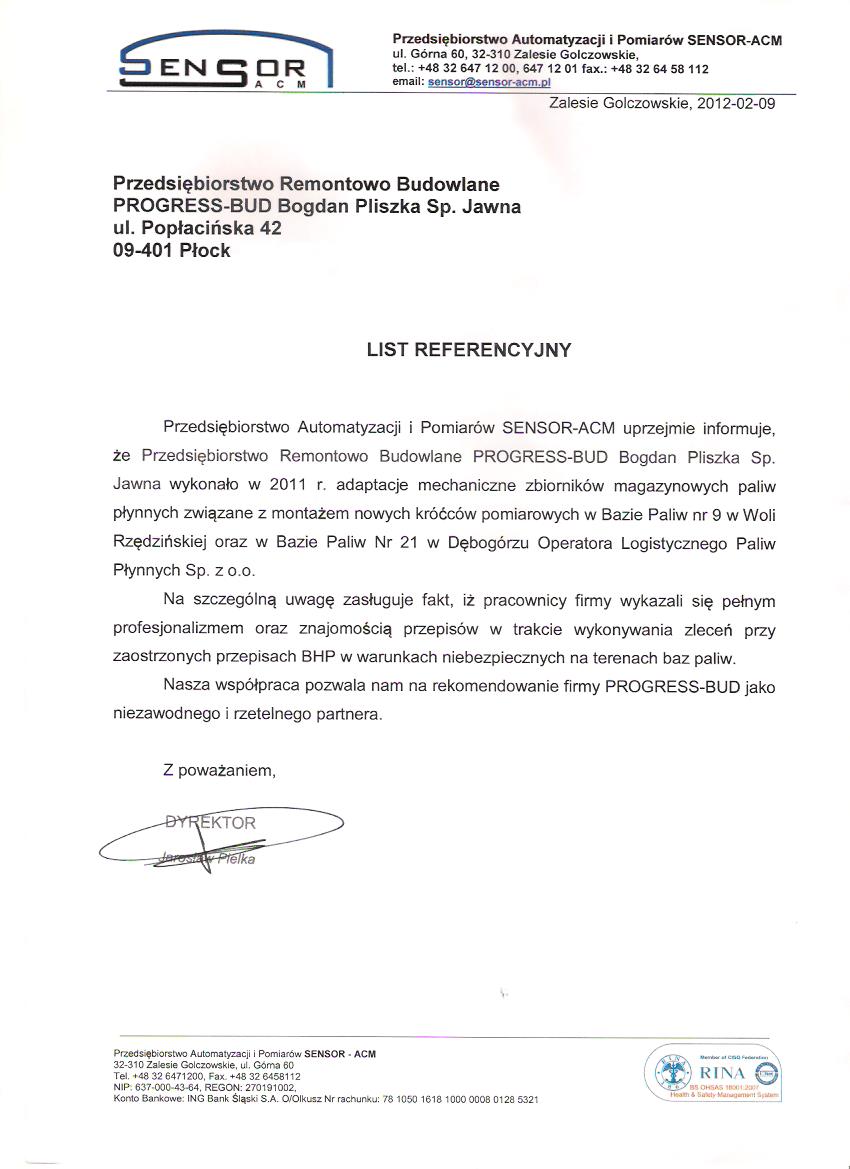 SENSOR
ACM
Przedsiębiorstwo Automatyzacji i Pomiarów SENSOR-ACM
ul. Górna 60, 32-310 Zalesie Golczowskie,
tel.: +48 32 647 12 00, 647 12 01 fax.: +48 32 64 58 112
email: sensor@sensor-acm.pl
Zalesie Golczowskie, 2012-02-09
Przedsiębiorstwo Remontowo Budowlane
PROGRESS-BUD Bogdan Pliszka Sp. Jawna
ul. Popłacińska 42
09-401 Płock
LIST REFERENCYJNY
Przedsiębiorstwo Automatyzacji i Pomiarów SENSOR-ACM uprzejmie informuje,
że Przedsiębiorstwo Remontowo Budowlane PROGRESS-BUD Bogdan Pliszka Sp.
Jawna wykonało w 2011 r. adaptacje mechaniczne zbiorników magazynowych paliw
płynnych związane z montażem nowych króćców pomiarowych w Bazie Paliw nr 9 w Woli
Rzędzińskiej oraz w Bazie Paliw Nr 21 w Dębogórzu Operatora Logistycznego Paliw
Płynnych Sp. z o.o.
Na szczególną uwagę zasługuje fakt, iż pracownicy firmy wykazali się pełnym
profesjonalizmem oraz znajomością przepisów w trakcie wykonywania zleceń przy
zaostrzonych przepisach BHP w warunkach niebezpiecznych na terenach baz paliw.
Nasza współpraca pozwala nam na rekomendowanie firmy PROGRESS-BUD jako
niezawodnego i rzetelnego partnera.
Z poważaniem,
DYREKTOR
Jarosław Pielka
Przedsiębiorstwo Automatyzacji i Pomiarów SENSOR - ACM
32-310 Zalesie Golczowskie, ul. Górna 60
Tel. +48 32 6471200, Fax. +48 32 6458112
NIP: 637-000-43-64, REGON: 270191002,
Konto Bankowe: ING Bank Śląski S.A. O/Olkusz Nr rachunku: 78 1050 1618 1000 0008 0128 5321
Member of CISQ Federation
RINA
BS OHSAS 18001:2007
Health & Safety Management System